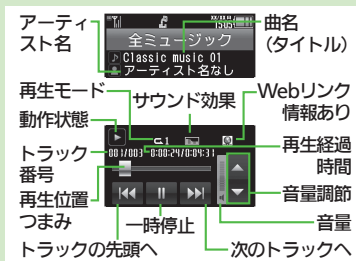 アーティ
スト名
曲名
(タイトル)
全ミュージック
Classic music 01
アーティスト名なし
再生モード
サウンド効果
Webリンク
情報あり
動作状態
1
トラック
番号
001/003
0:00:24/0:04:31
再生経過
時間
再生位置
つまみ
音量調節
一時停止
音量
トラックの先頭へ
次のトラックへ